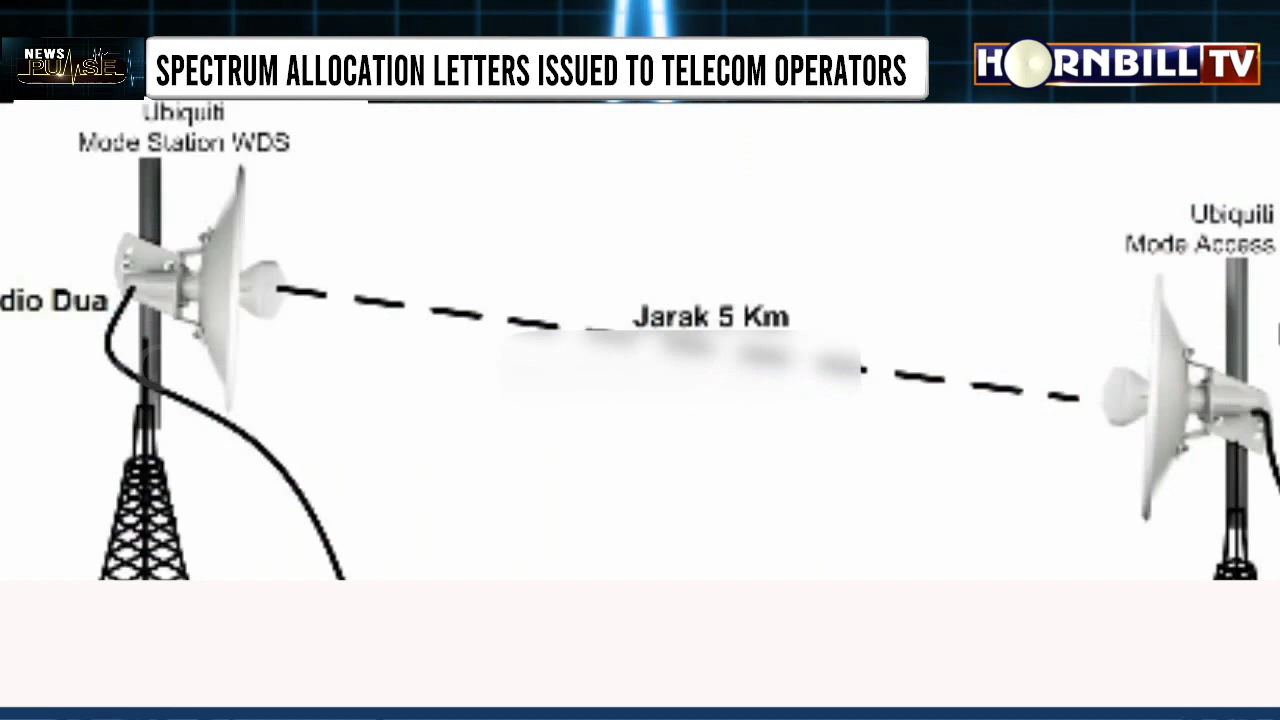 NEWS
PULSE
SPECTRUM ALLOCATION LETTERS ISSUED TO TELECOM OPERATORS
HORNBILL TV
Ubiquiti
Mode Station WDS
Ubiquiti
Mode Access
dio Dua
Jarak 5 Km